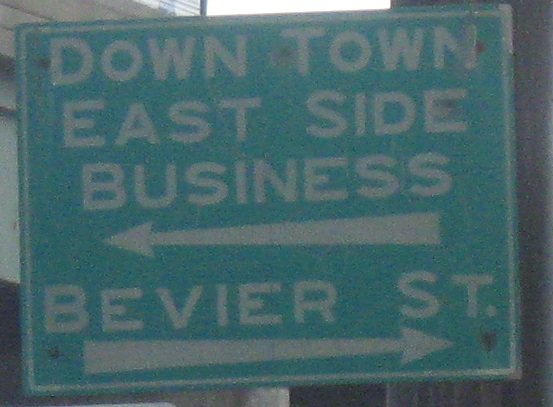 DOWN TOWN
EAST SIDE
BUSINESS
BEVIER ST.